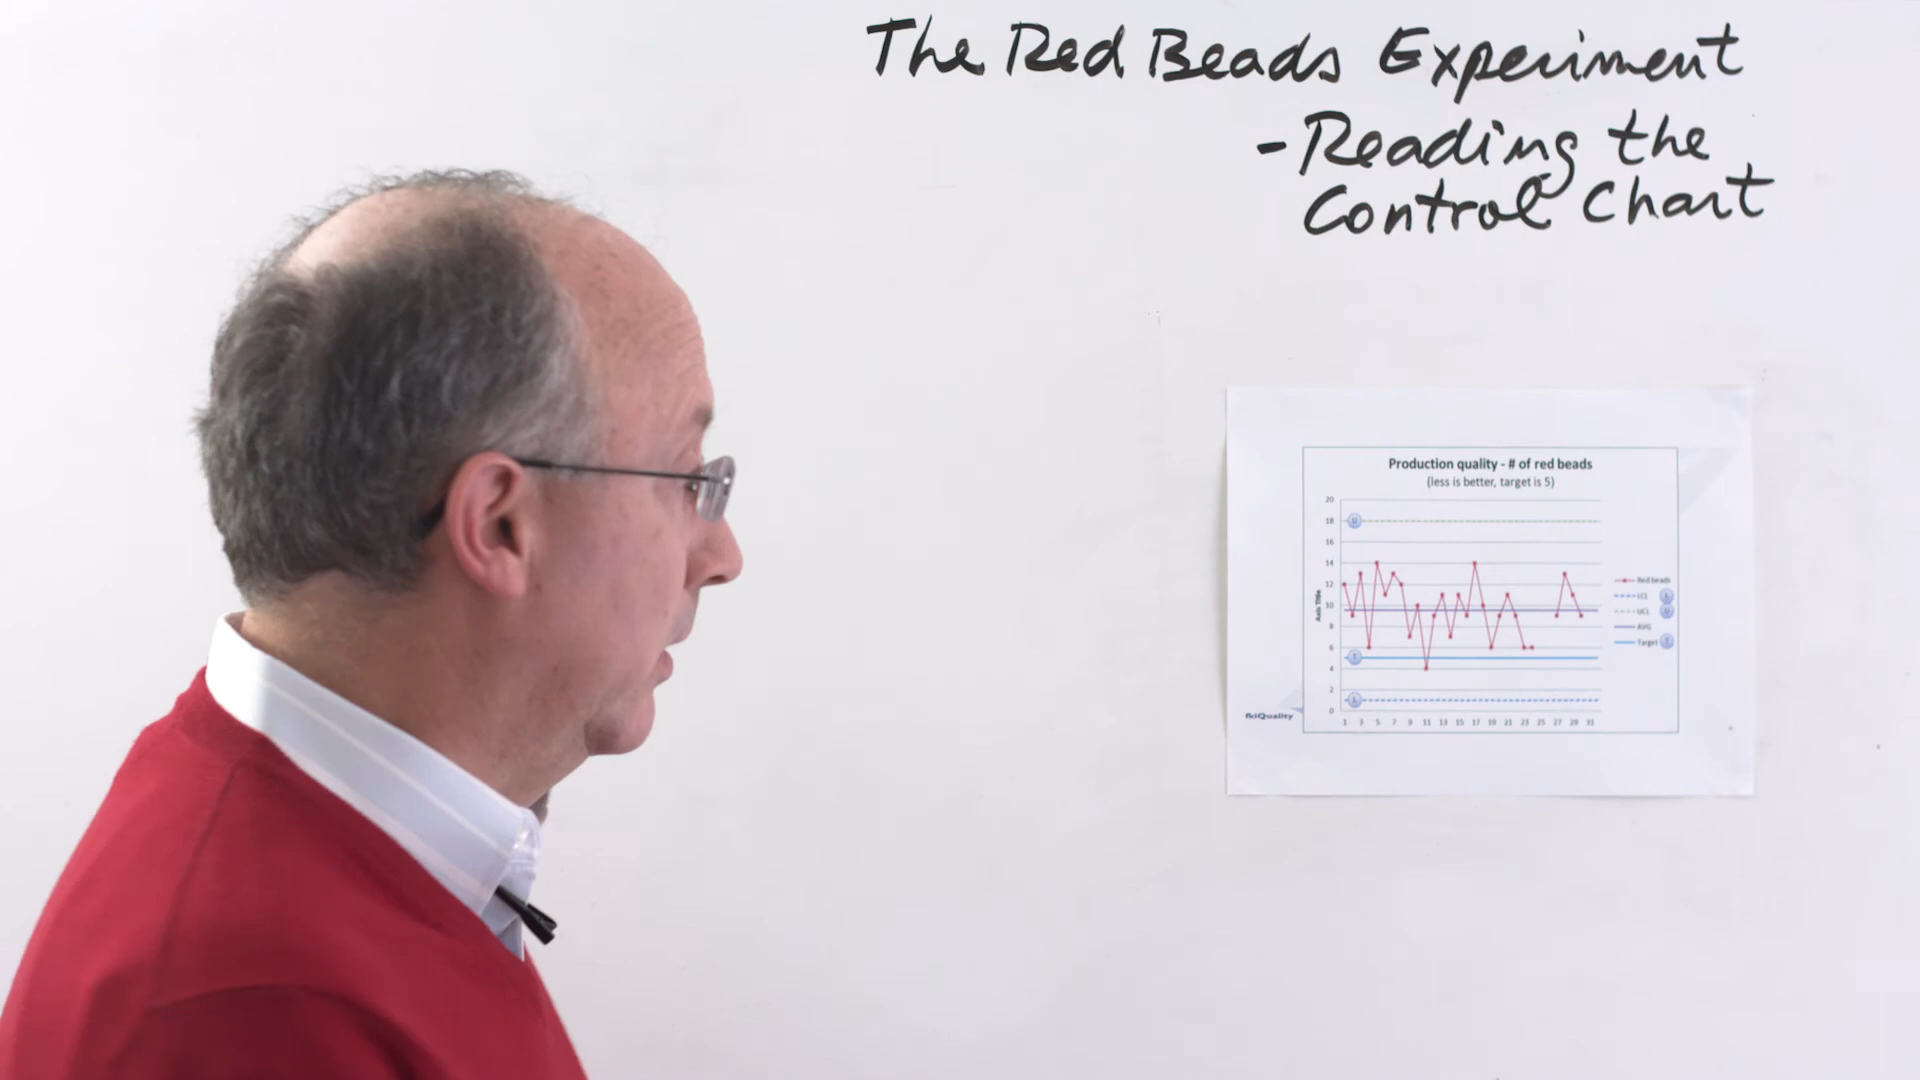 The Red Beads Experiment
- Reading the
Control Chart
Production quality - # of red beads
(less is better, target is 5)
20
18
16
14
12
10
8
6
4
2
0
Axis Title
U
T
L
1 3 5 7 9 11 13 15 17 19 21 23 25 27 29 31
Red beads
LCL L
UCL U
AVG
Target T